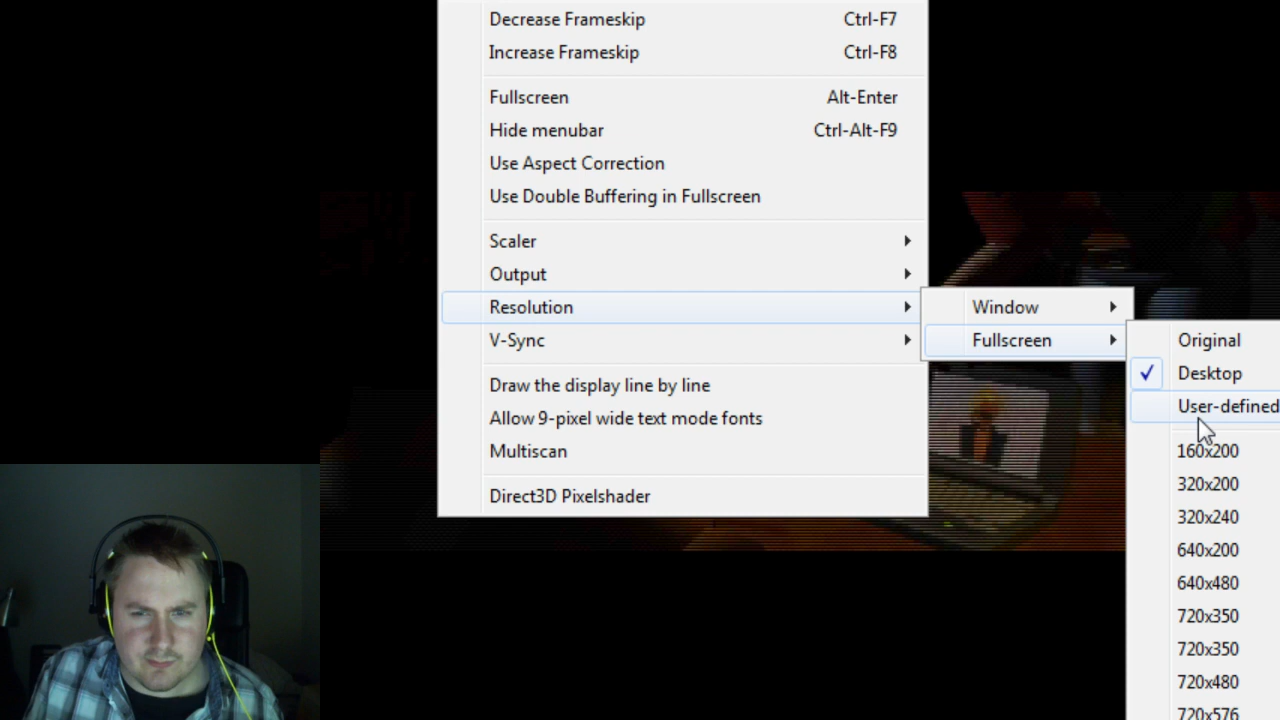 Decrease Frameskip Ctrl-F7
Increase Frameskip Ctrl-F8
Fullscreen Alt-Enter
Hide menubar Ctrl-Alt-F9
Use Aspect Correction
Use Double Buffering in Fullscreen
Scaler
Output
Resolution
V-Sync
Draw the display line by line
Allow 9-pixel wide text mode fonts
Multiscan
Direct3D Pixelshader
Window
Fullscreen
Original
Desktop
User-defined
160x200
320x200
320x240
640x200
640x480
720x350
720x350
720x480
720x576